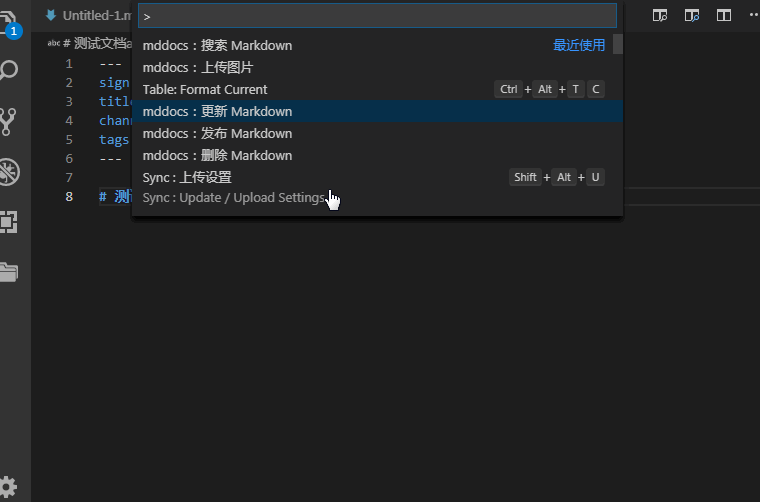 Untitled-1.m
>
1
abc # 测试文档a
mddocs : 搜索 Markdown 最近使用
mddocs : 上传图片
Table: Format Current Ctrl + Alt + T C
mddocs : 更新 Markdown
mddocs : 发布 Markdown
mddocs : 删除 Markdown
Sync : 上传设置 Shift + Alt + U
Sync : Update / Upload Settings
1 ---
2 sign
3 title
4 chann
5 tags
6 ---
7
8 # 测